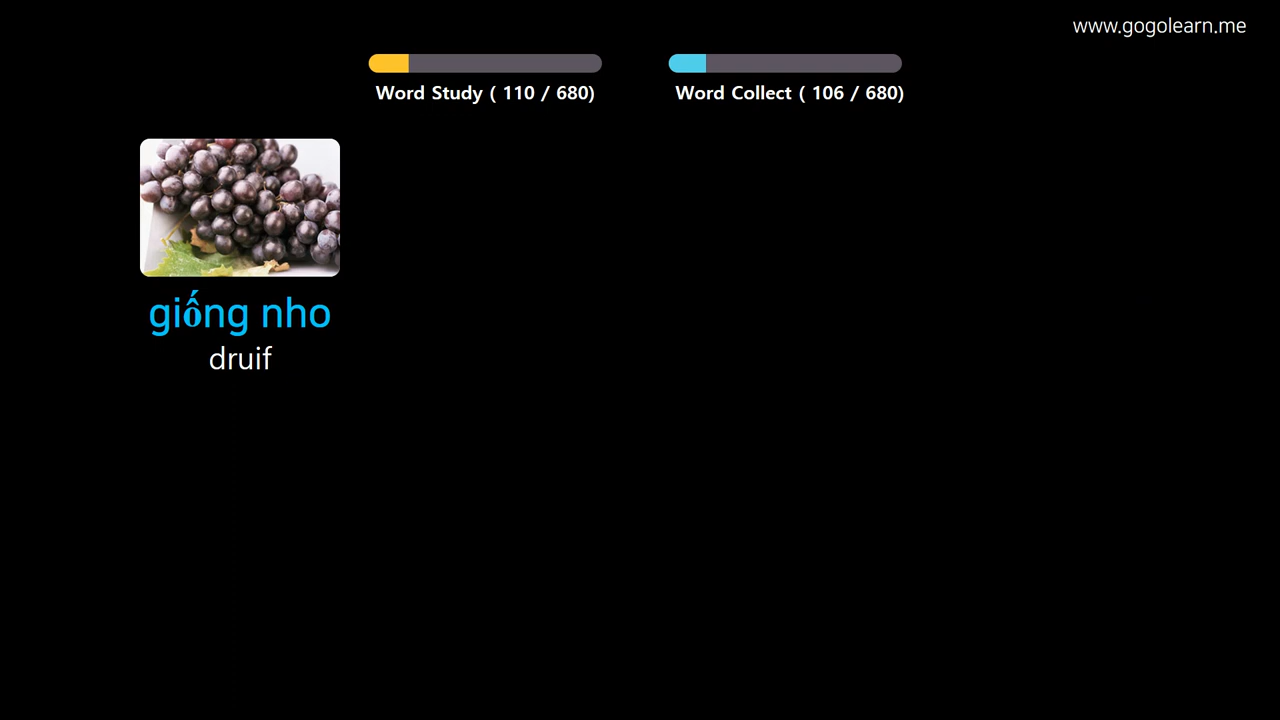 www.gogolearn.me
Word Study ( 110 / 680)
Word Collect ( 106 / 680)
giống nho
druif